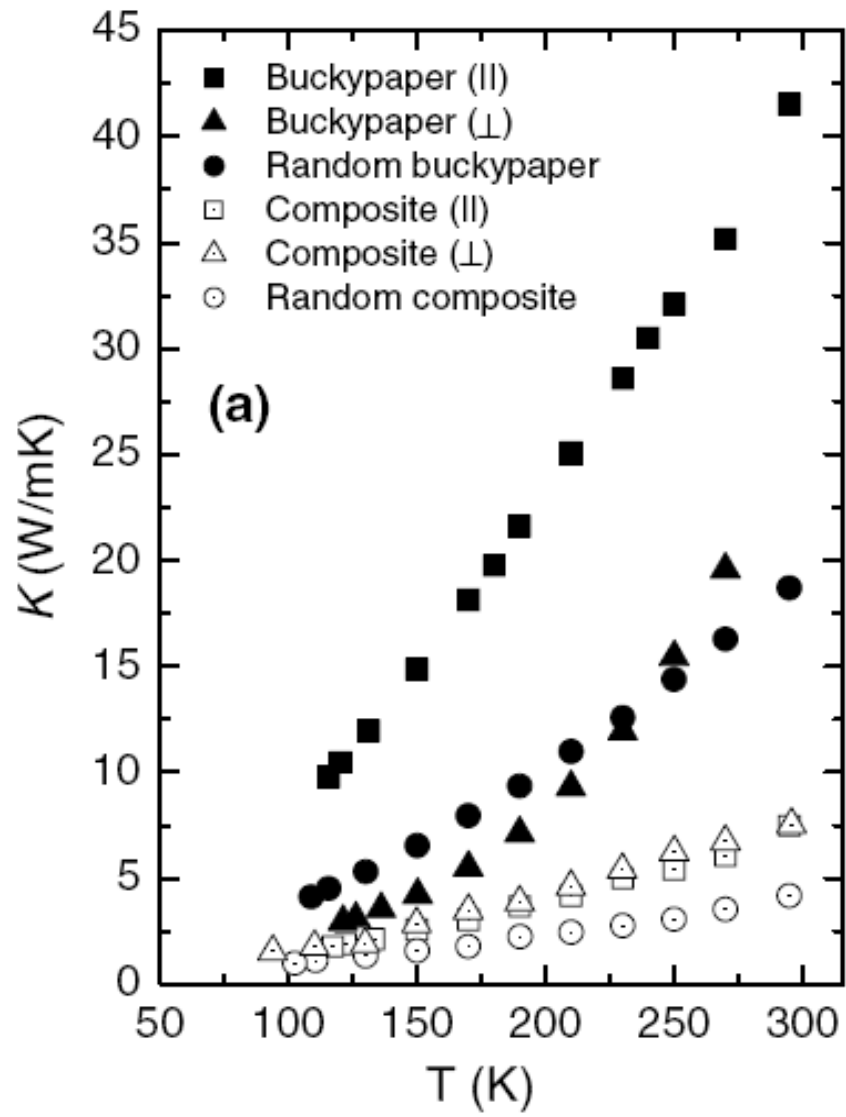 45
40
35
30
25
20
15
10
5
0
K (W/mK)
Buckypaper (||)
Buckypaper (⊥)
Random buckypaper
Composite (||)
Composite (⊥)
Random composite
(a)
50 100 150 200 250 300
T (K)